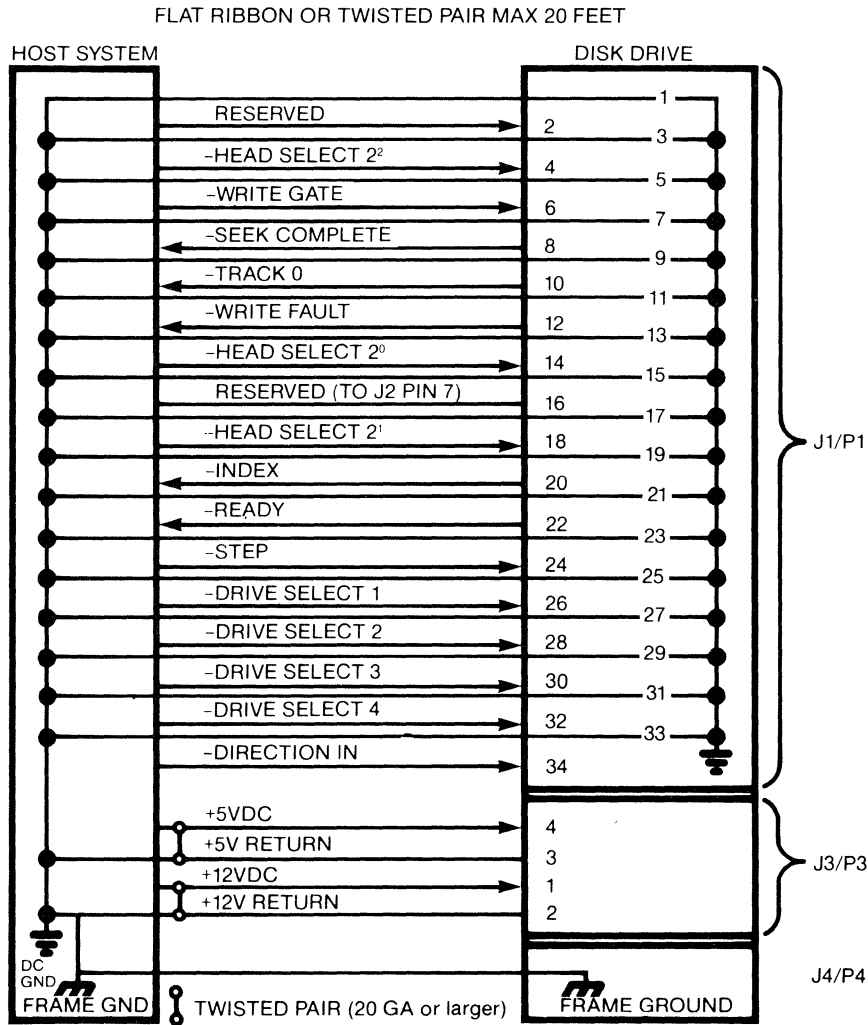 FLAT RIBBON OR TWISTED PAIR MAX 20 FEET
HOST SYSTEM
DISK DRIVE
1
RESERVED
2
3
–HEAD SELECT 2²
4
5
–WRITE GATE
6
7
–SEEK COMPLETE
8
9
–TRACK 0
10
11
–WRITE FAULT
12
13
–HEAD SELECT 2⁰
14
15
RESERVED (TO J2 PIN 7)
16
17
–HEAD SELECT 2¹
18
19
J1/P1
–INDEX
20
21
–READY
22
23
–STEP
24
25
–DRIVE SELECT 1
26
27
–DRIVE SELECT 2
28
29
–DRIVE SELECT 3
30
31
–DRIVE SELECT 4
32
33
–DIRECTION IN
34
+5VDC
4
+5V RETURN
3
J3/P3
+12VDC
1
+12V RETURN
2
DC
GND
J4/P4
FRAME GND
TWISTED PAIR (20 GA or larger)
FRAME GROUND